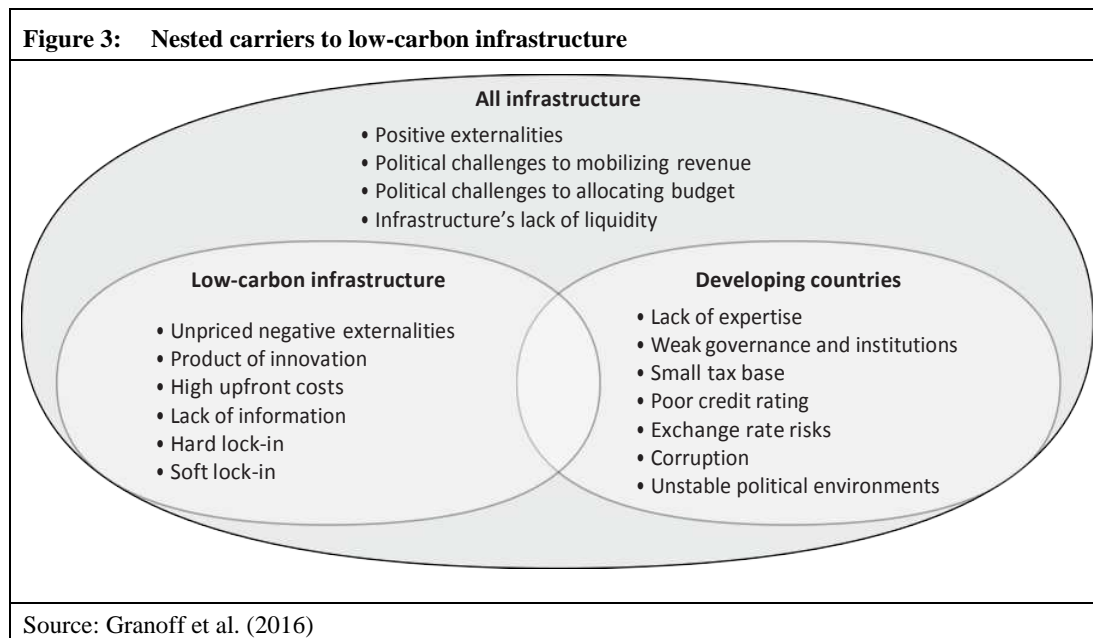 Figure 3: Nested carriers to low-carbon infrastructure
All infrastructure
• Positive externalities
• Political challenges to mobilizing revenue
• Political challenges to allocating budget
• Infrastructure's lack of liquidity
Low-carbon infrastructure
• Unpriced negative externalities
• Product of innovation
• High upfront costs
• Lack of information
• Hard lock-in
• Soft lock-in
Developing countries
• Lack of expertise
• Weak governance and institutions
• Small tax base
• Poor credit rating
• Exchange rate risks
• Corruption
• Unstable political environments
Source: Granoff et al. (2016)